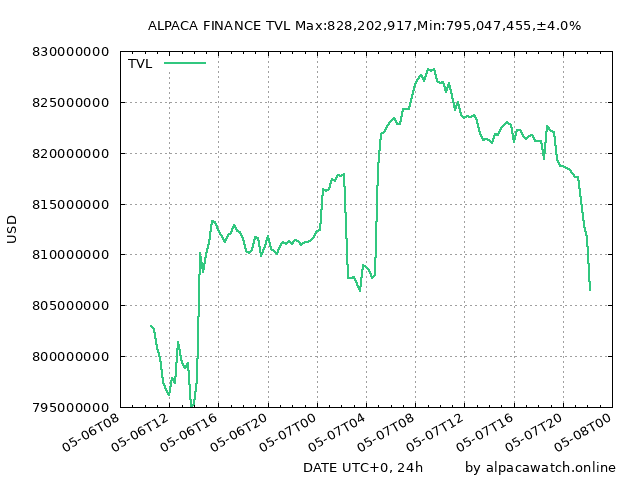 ALPACA FINANCE TVL Max:828,202,917,Min:795,047,455,±4.0%
830000000
TVL
825000000
820000000
815000000
USD
810000000
805000000
800000000
795000000
05-06T08
05-06T12
05-06T16
05-06T20
05-07T00
05-07T04
05-07T08
05-07T12
05-07T16
05-07T20
05-08T00
DATE UTC+0, 24h
by alpacawatch.online